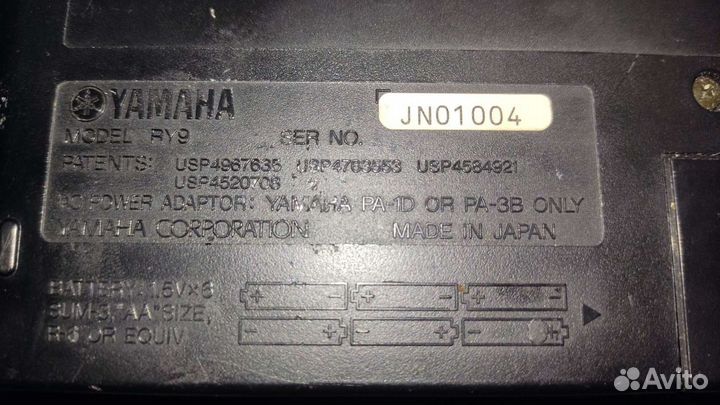 YAMAHA
JN01004
MODEL RY9 SER NO.
PATENTS: USP4967635 USP4763553 USP4584921
USP4520708
DC POWER ADAPTOR: YAMAHA PA-1D OR PA-3B ONLY
YAMAHA CORPORATION MADE IN JAPAN
BATTERY: 1.5V×6
SUM-3, "AA" SIZE,
R-6 OR EQUIV
Avito